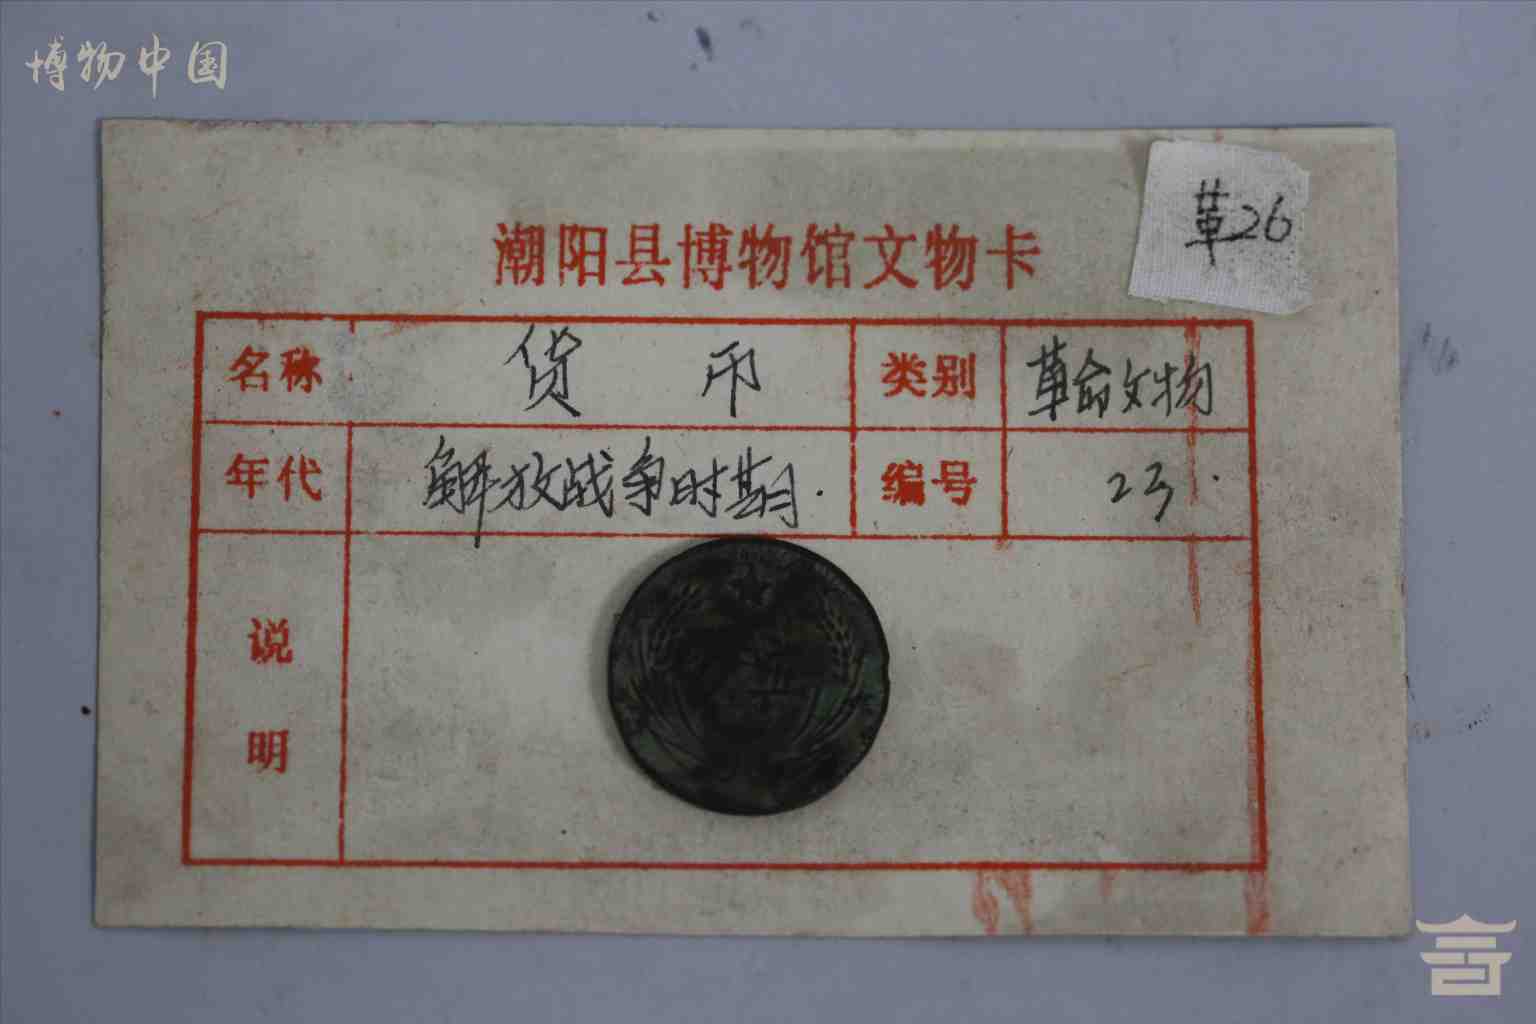 博物中国
革26
潮阳县博物馆文物卡
名称 货币 类别 革命文物
年代 解放战争时期. 编号 23.
说明
五